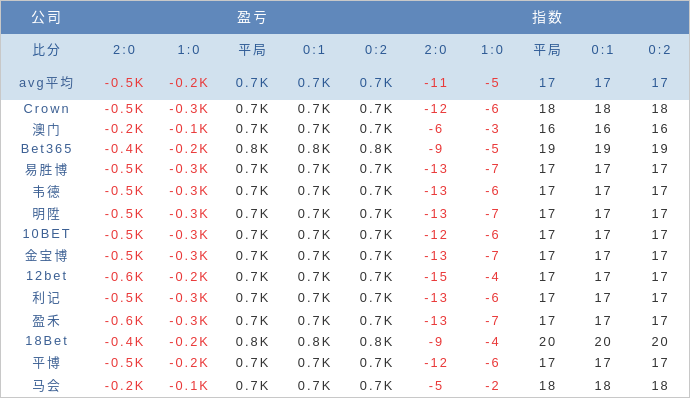 公司 盈亏 指数
比分 2:0 1:0 平局 0:1 0:2 2:0 1:0 平局 0:1 0:2
avg平均 -0.5K -0.2K 0.7K 0.7K 0.7K -11 -5 17 17 17
Crown -0.5K -0.3K 0.7K 0.7K 0.7K -12 -6 18 18 18
澳门 -0.2K -0.1K 0.7K 0.7K 0.7K -6 -3 16 16 16
Bet365 -0.4K -0.2K 0.8K 0.8K 0.8K -9 -5 19 19 19
易胜博 -0.5K -0.3K 0.7K 0.7K 0.7K -13 -7 17 17 17
韦德 -0.5K -0.3K 0.7K 0.7K 0.7K -13 -6 17 17 17
明陞 -0.5K -0.3K 0.7K 0.7K 0.7K -13 -7 17 17 17
10BET -0.5K -0.3K 0.7K 0.7K 0.7K -12 -6 17 17 17
金宝博 -0.5K -0.3K 0.7K 0.7K 0.7K -13 -7 17 17 17
12bet -0.6K -0.2K 0.7K 0.7K 0.7K -15 -4 17 17 17
利记 -0.5K -0.3K 0.7K 0.7K 0.7K -13 -6 17 17 17
盈禾 -0.6K -0.3K 0.7K 0.7K 0.7K -13 -7 17 17 17
18Bet -0.4K -0.2K 0.8K 0.8K 0.8K -9 -4 20 20 20
平博 -0.5K -0.2K 0.7K 0.7K 0.7K -12 -6 17 17 17
马会 -0.2K -0.1K 0.7K 0.7K 0.7K -5 -2 18 18 18